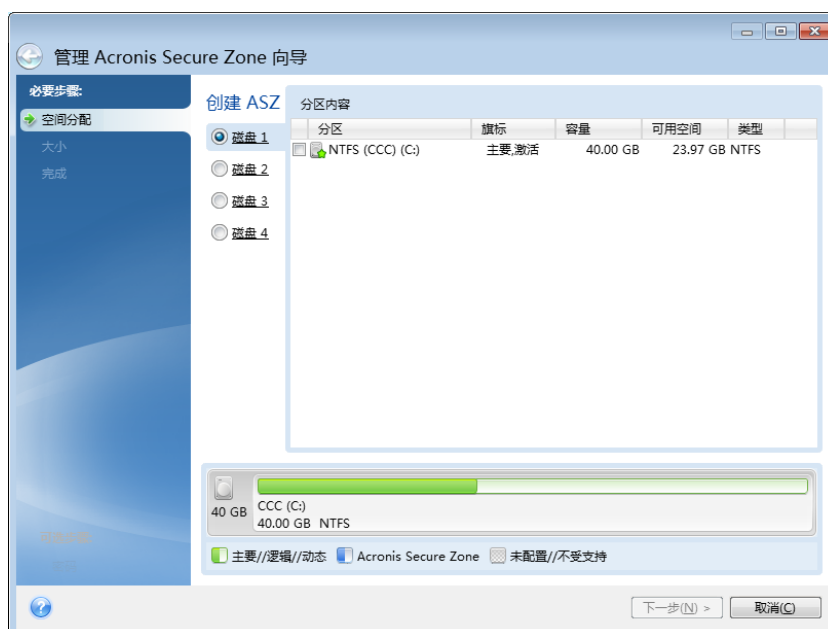 管理 Acronis Secure Zone 向导
必要步骤:
空间分配
大小
完成
创建 ASZ
磁盘 1
磁盘 2
磁盘 3
磁盘 4
分区内容
分区 旗标 容量 可用空间 类型
NTFS (CCC) (C:) 主要,激活 40.00 GB 23.97 GB NTFS
40 GB
CCC (C:)
40.00 GB NTFS
主要//逻辑//动态 Acronis Secure Zone 未配置//不受支持
下一步(N) > 取消(C)